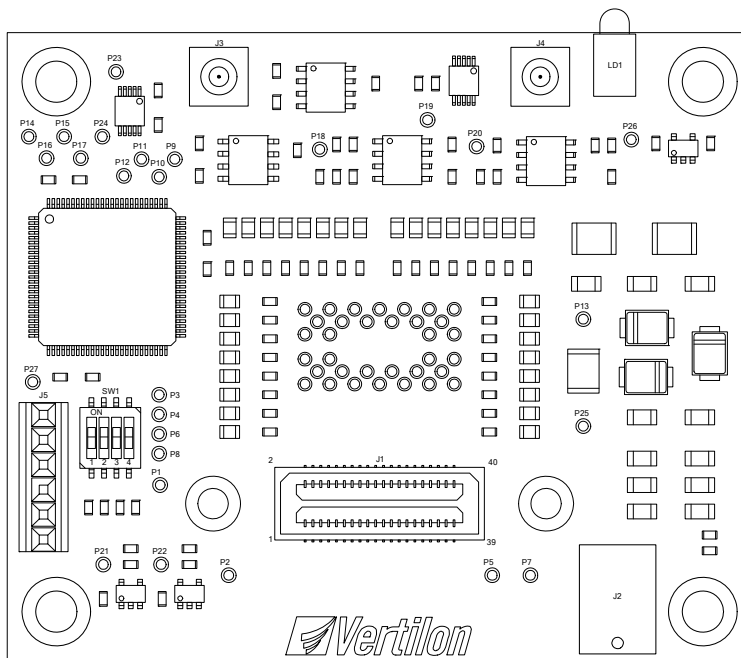 J3
J4
LD1
P23
P19
P14
P15
P24
P18
P20
P26
P16
P17
P11
P9
P12
P10
P13
P27
J5
SW1
ON
1 2 3 4
P3
P4
P6
P8
P1
P25
2
J1
40
1
39
P21
P22
P2
P5
P7
J2
Vertilon